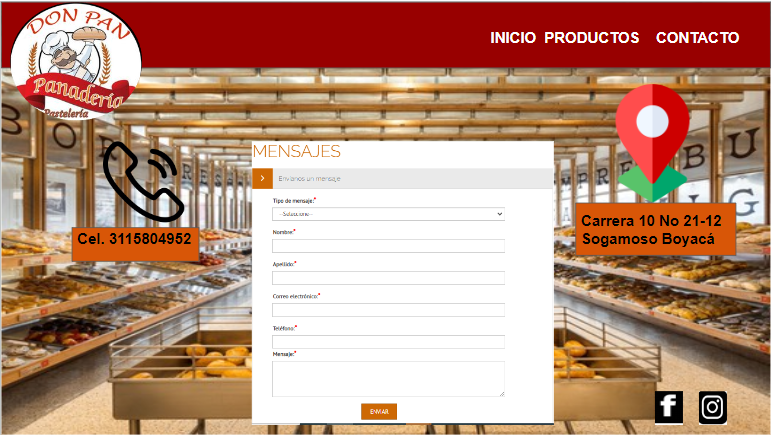 DON PAN
Panadería
Pastelería
INICIO PRODUCTOS CONTACTO
MENSAJES
Envíanos un mensaje
Tipo de mensaje:*
--Seleccione--
Nombre:*
Apellido:*
Correo electrónico:*
Teléfono:*
Mensaje:*
ENVIAR
Cel. 3115804952
Carrera 10 No 21-12
Sogamoso Boyacá